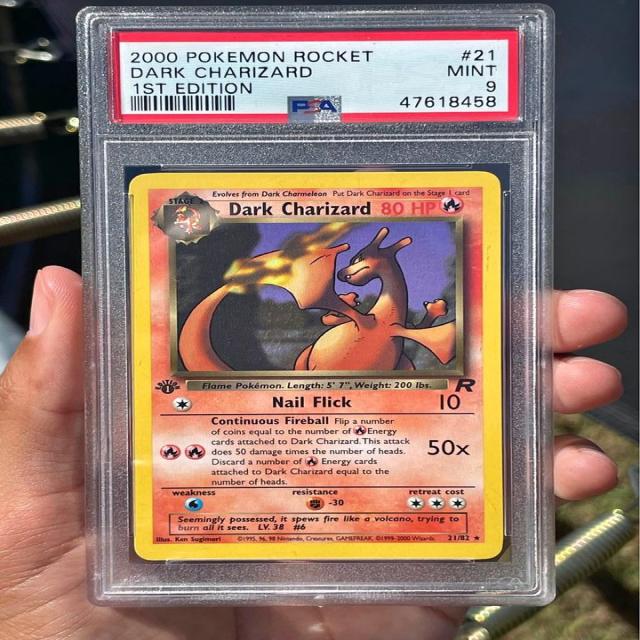 2000 POKEMON ROCKET #21
DARK CHARIZARD MINT
1ST EDITION 9
PSA 47618458
Evolves from Dark Charmeleon Put Dark Charizard on the Stage 1 card
STAGE 2
Dark Charizard 80 HP
Flame Pokémon. Length: 5' 7", Weight: 200 lbs.
EDITION
1
R
Nail Flick 10
Continuous Fireball Flip a number
of coins equal to the number of Energy
cards attached to Dark Charizard. This attack
does 50 damage times the number of heads.
Discard a number of Energy cards
attached to Dark Charizard equal to the
number of heads.
50x
weakness resistance retreat cost
-30
Seemingly possessed, it spews fire like a volcano, trying to
burn all it sees. LV. 38 #6
Illus. Ken Sugimori ©1995, 96, 98 Nintendo, Creatures, GAMEFREAK. ©1999-2000 Wizards. 21/82 ★